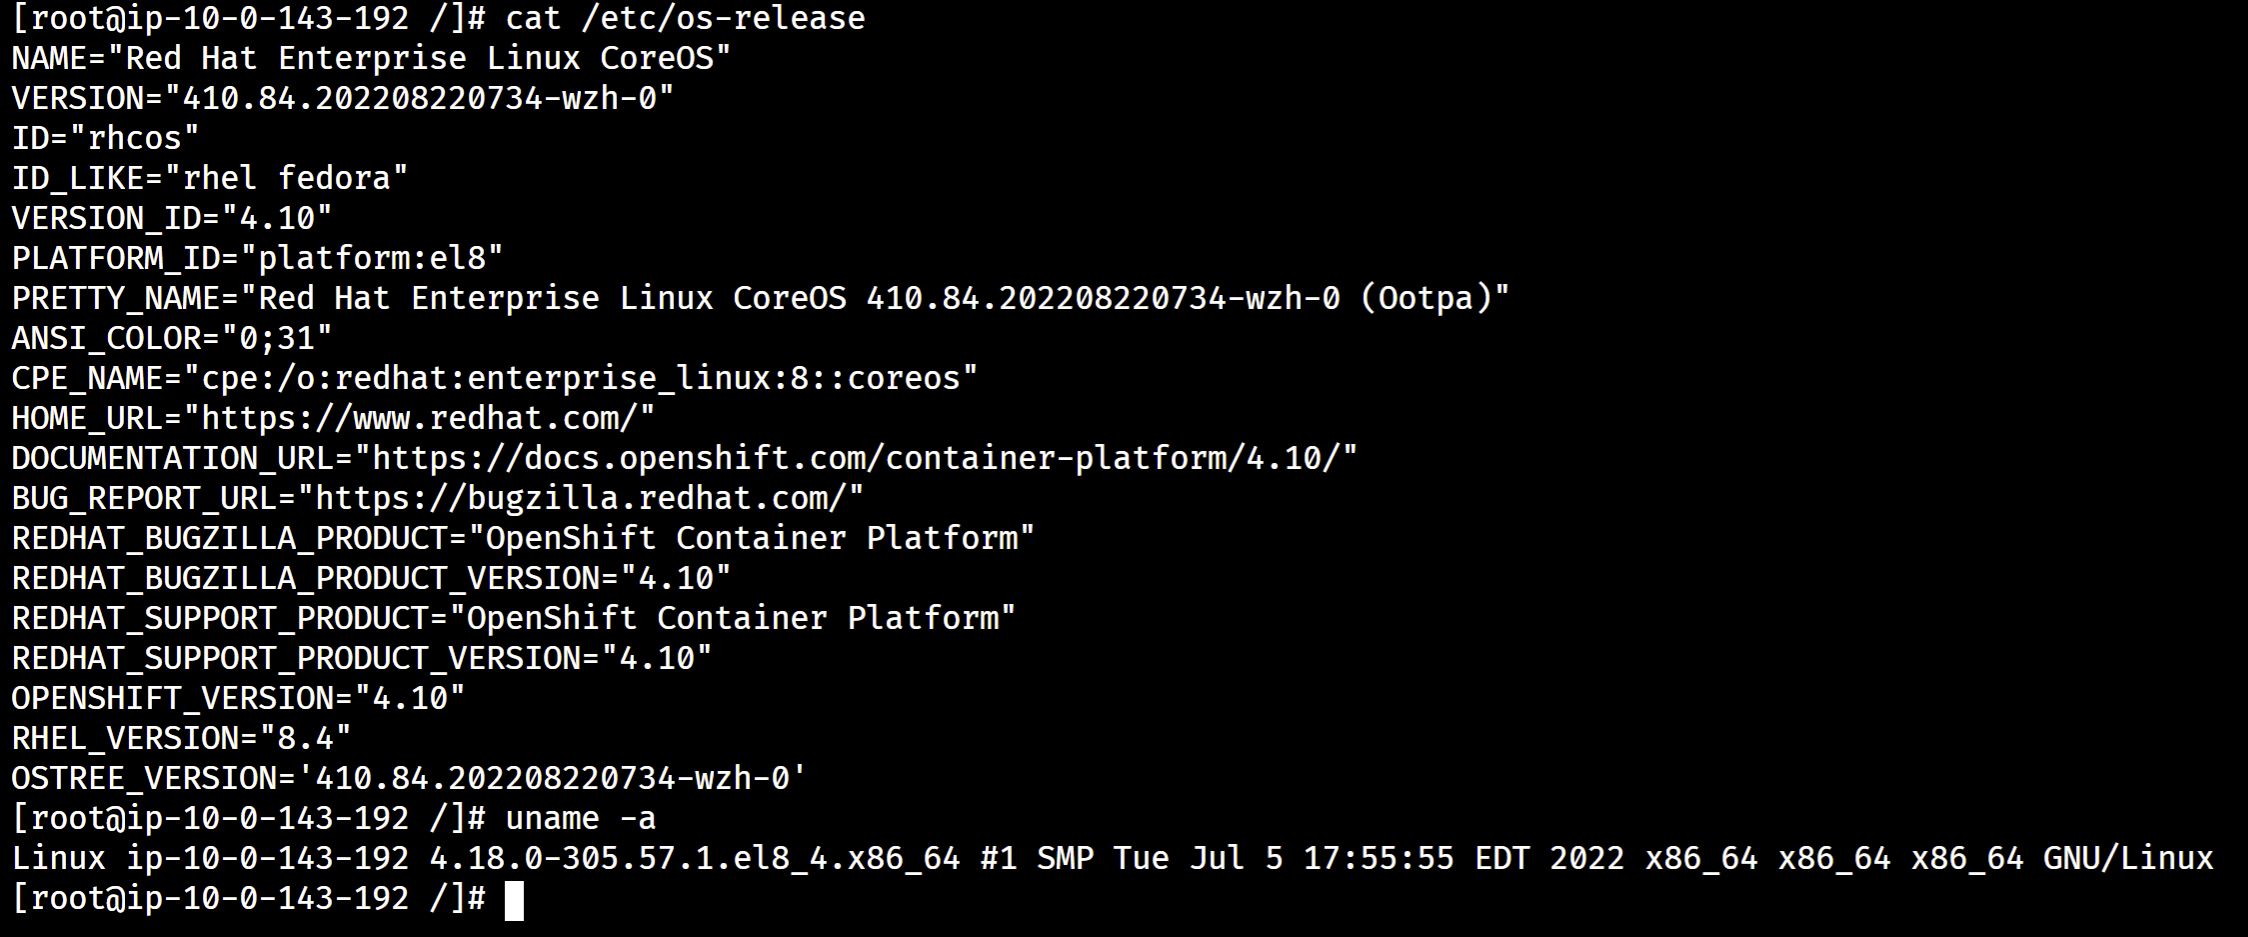 [root@ip-10-0-143-192 /]# cat /etc/os-release
NAME="Red Hat Enterprise Linux CoreOS"
VERSION="410.84.202208220734-wzh-0"
ID="rhcos"
ID_LIKE="rhel fedora"
VERSION_ID="4.10"
PLATFORM_ID="platform:el8"
PRETTY_NAME="Red Hat Enterprise Linux CoreOS 410.84.202208220734-wzh-0 (Ootpa)"
ANSI_COLOR="0;31"
CPE_NAME="cpe:/o:redhat:enterprise_linux:8::coreos"
HOME_URL="https://www.redhat.com/"
DOCUMENTATION_URL="https://docs.openshift.com/container-platform/4.10/"
BUG_REPORT_URL="https://bugzilla.redhat.com/"
REDHAT_BUGZILLA_PRODUCT="OpenShift Container Platform"
REDHAT_BUGZILLA_PRODUCT_VERSION="4.10"
REDHAT_SUPPORT_PRODUCT="OpenShift Container Platform"
REDHAT_SUPPORT_PRODUCT_VERSION="4.10"
OPENSHIFT_VERSION="4.10"
RHEL_VERSION="8.4"
OSTREE_VERSION='410.84.202208220734-wzh-0'
[root@ip-10-0-143-192 /]# uname -a
Linux ip-10-0-143-192 4.18.0-305.57.1.el8_4.x86_64 #1 SMP Tue Jul 5 17:55:55 EDT 2022 x86_64 x86_64 x86_64 GNU/Linux
[root@ip-10-0-143-192 /]#